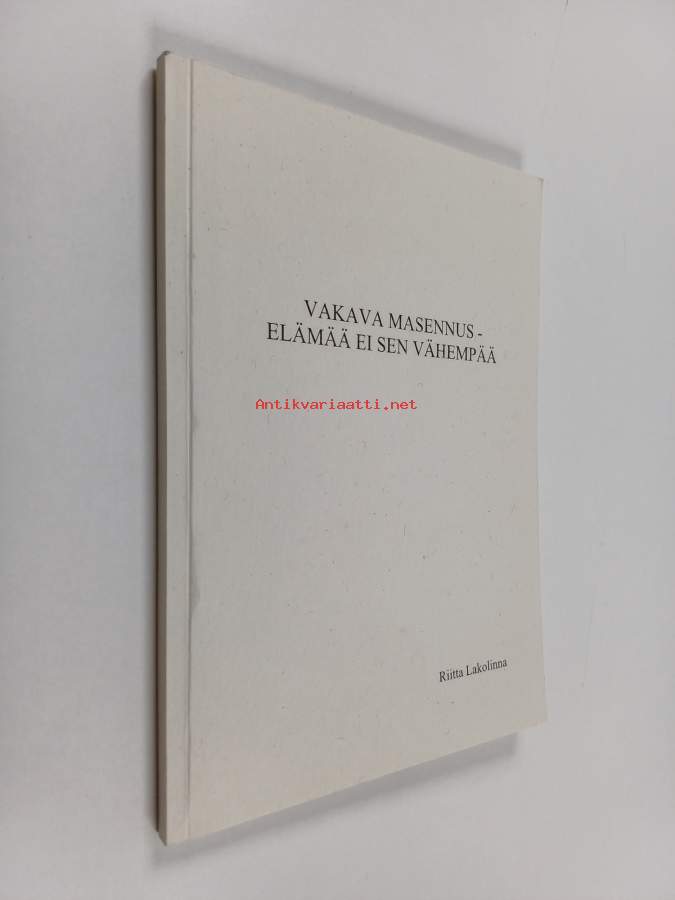 VAKAVA MASENNUS -
ELÄMÄÄ EI SEN VÄHEMPÄÄ
Antikvariaatti.net
Riitta Lakolinna